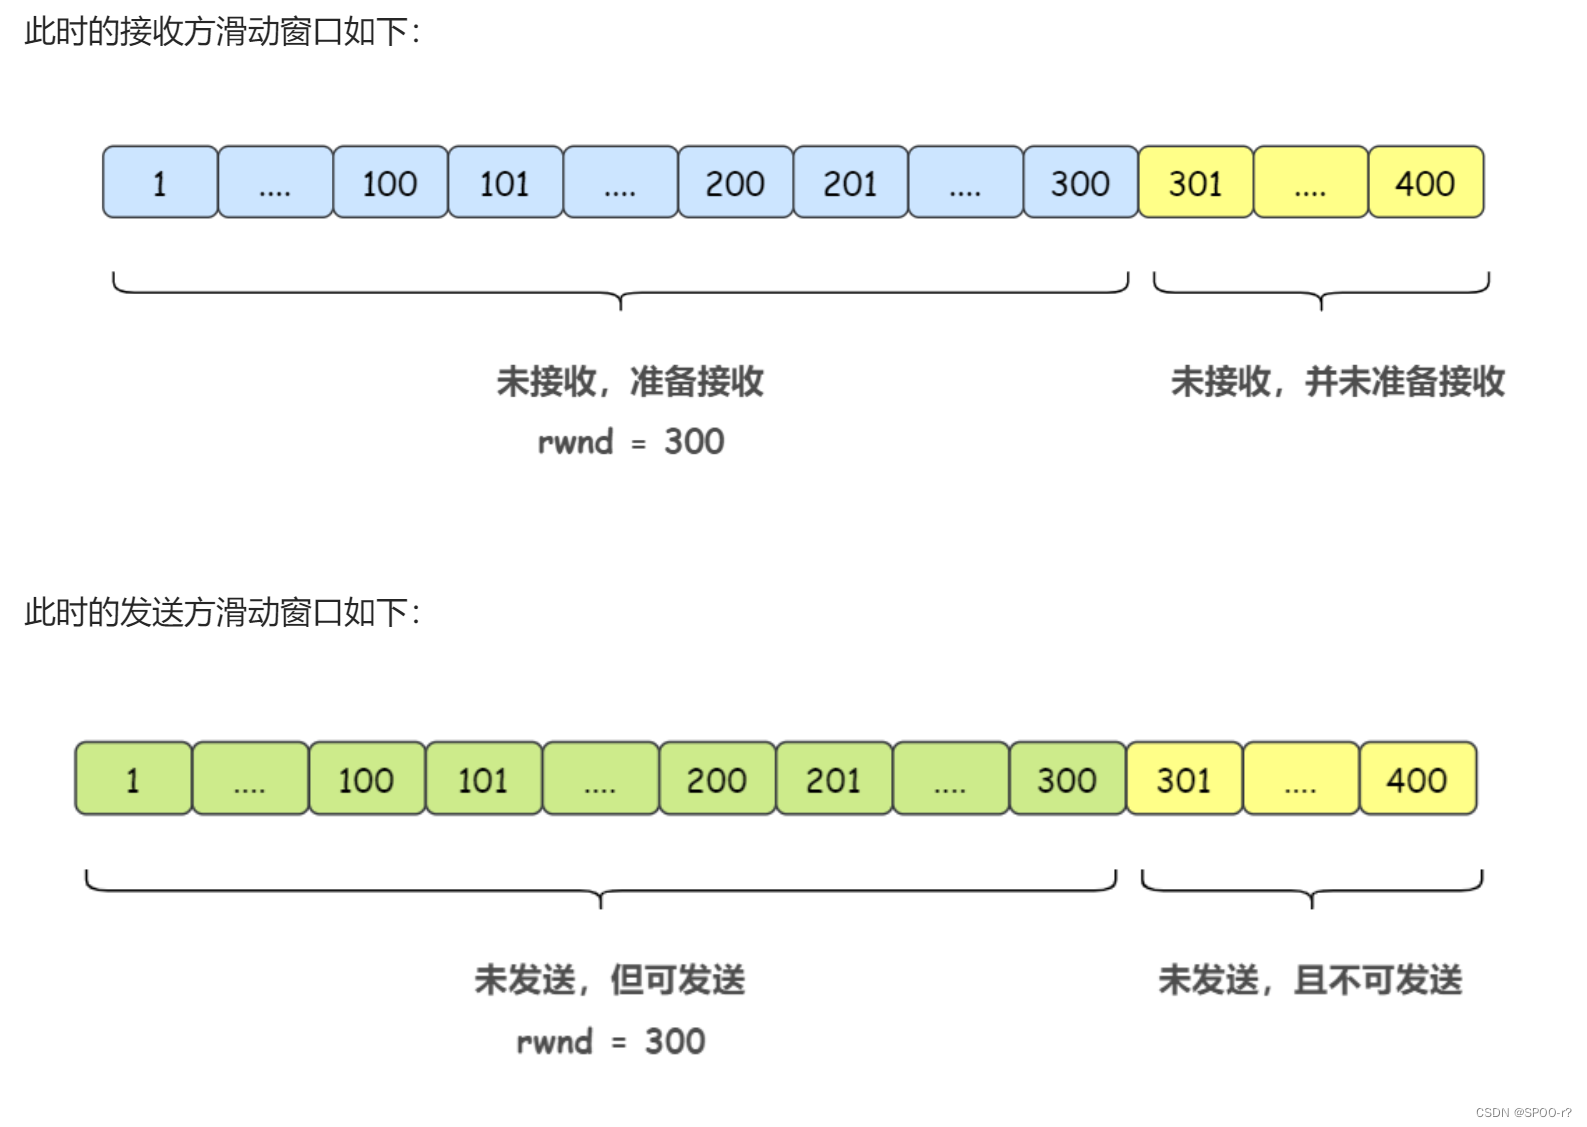 此时的接收方滑动窗口如下：
1 .... 100 101 .... 200 201 .... 300 301 .... 400
未接收，准备接收 未接收，并未准备接收
rwnd = 300
此时的发送方滑动窗口如下：
1 .... 100 101 .... 200 201 .... 300 301 .... 400
未发送，但可发送 未发送，且不可发送
rwnd = 300
CSDN @SPOO-r?